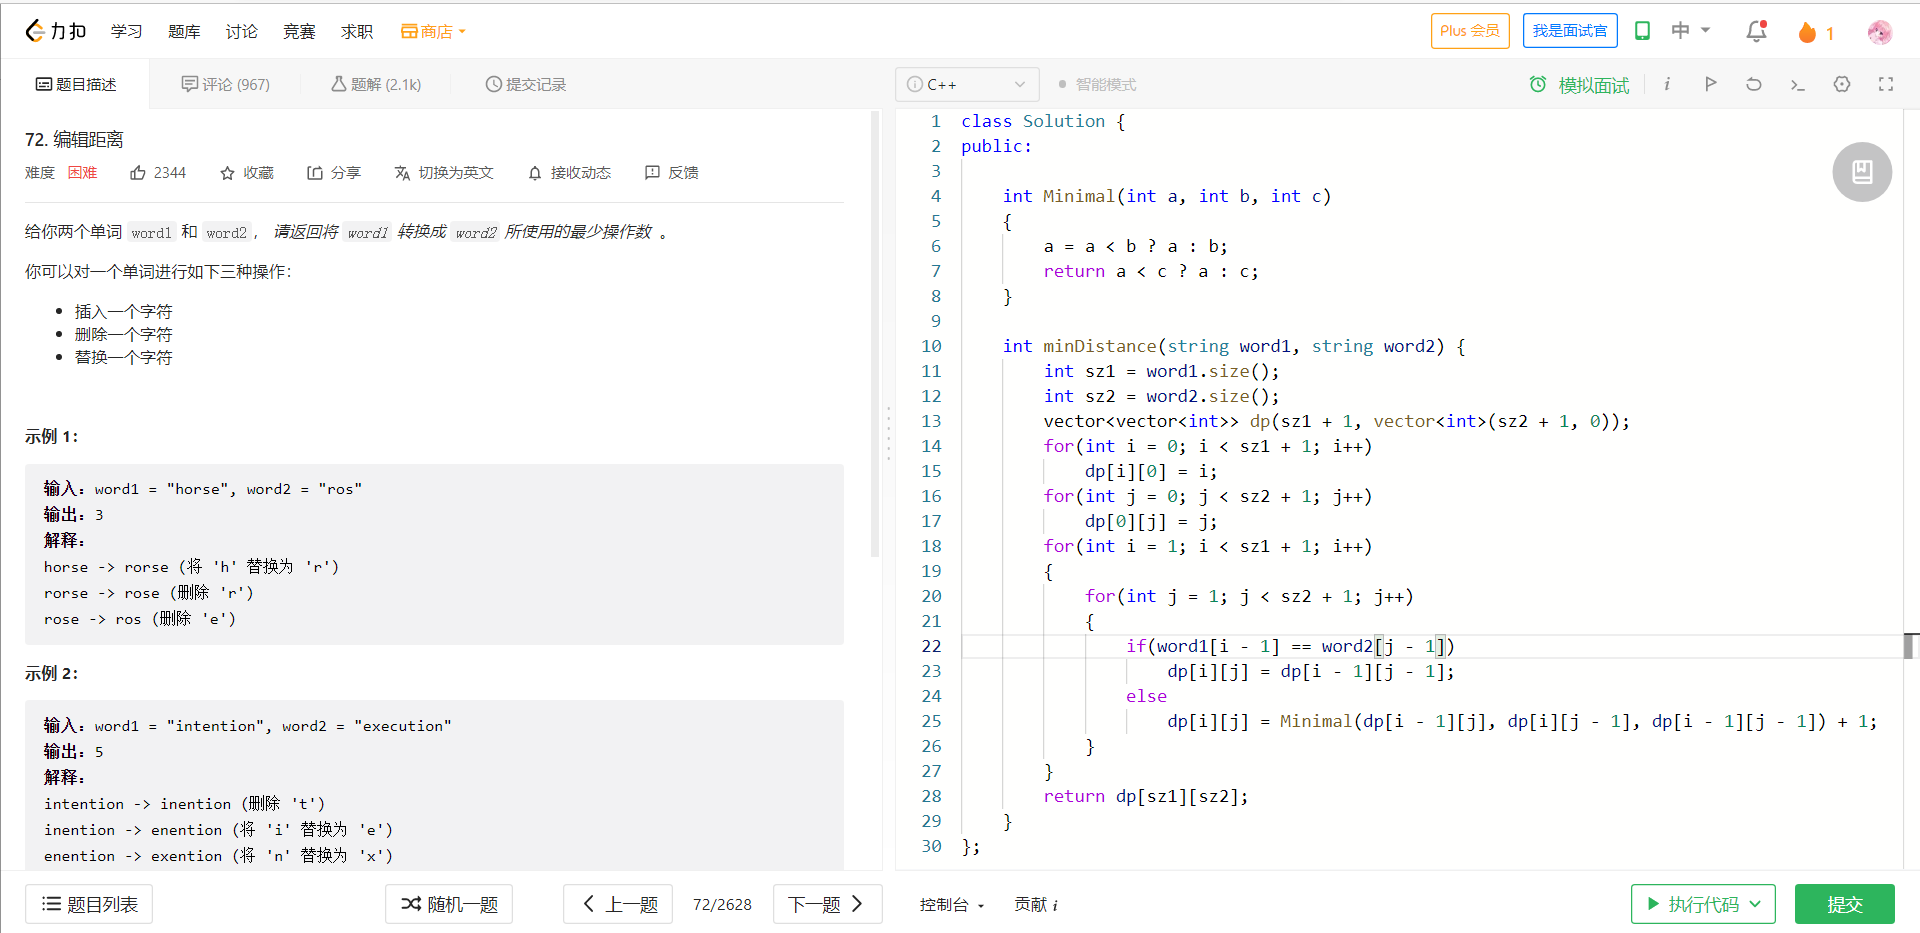 力扣 学习 题库 讨论 竞赛 求职 商店 Plus 会员 我是面试官 中 1
题目描述 评论 (967) 题解 (2.1k) 提交记录
72. 编辑距离
难度 困难 2344 收藏 分享 切换为英文 接收动态 反馈
给你两个单词 word1 和 word2， 请返回将 word1 转换成 word2 所使用的最少操作数 。
你可以对一个单词进行如下三种操作：
插入一个字符
删除一个字符
替换一个字符
示例 1：
输入：word1 = "horse", word2 = "ros"
输出：3
解释：
horse -> rorse (将 'h' 替换为 'r')
rorse -> rose (删除 'r')
rose -> ros (删除 'e')
示例 2：
输入：word1 = "intention", word2 = "execution"
输出：5
解释：
intention -> inention (删除 't')
inention -> enention (将 'i' 替换为 'e')
enention -> exention (将 'n' 替换为 'x')
题目列表 随机一题 上一题 72/2628 下一题
C++ 智能模式 模拟面试
1 class Solution {
2 public:
3
4     int Minimal(int a, int b, int c)
5     {
6         a = a < b ? a : b;
7         return a < c ? a : c;
8     }
9
10     int minDistance(string word1, string word2) {
11         int sz1 = word1.size();
12         int sz2 = word2.size();
13         vector<vector<int>> dp(sz1 + 1, vector<int>(sz2 + 1, 0));
14         for(int i = 0; i < sz1 + 1; i++)
15             dp[i][0] = i;
16         for(int j = 0; j < sz2 + 1; j++)
17             dp[0][j] = j;
18         for(int i = 1; i < sz1 + 1; i++)
19         {
20             for(int j = 1; j < sz2 + 1; j++)
21             {
22                 if(word1[i - 1] == word2[j - 1])
23                     dp[i][j] = dp[i - 1][j - 1];
24                 else
25                     dp[i][j] = Minimal(dp[i - 1][j], dp[i][j - 1], dp[i - 1][j - 1]) + 1;
26             }
27         }
28         return dp[sz1][sz2];
29     }
30 };
控制台 贡献 i 执行代码 提交